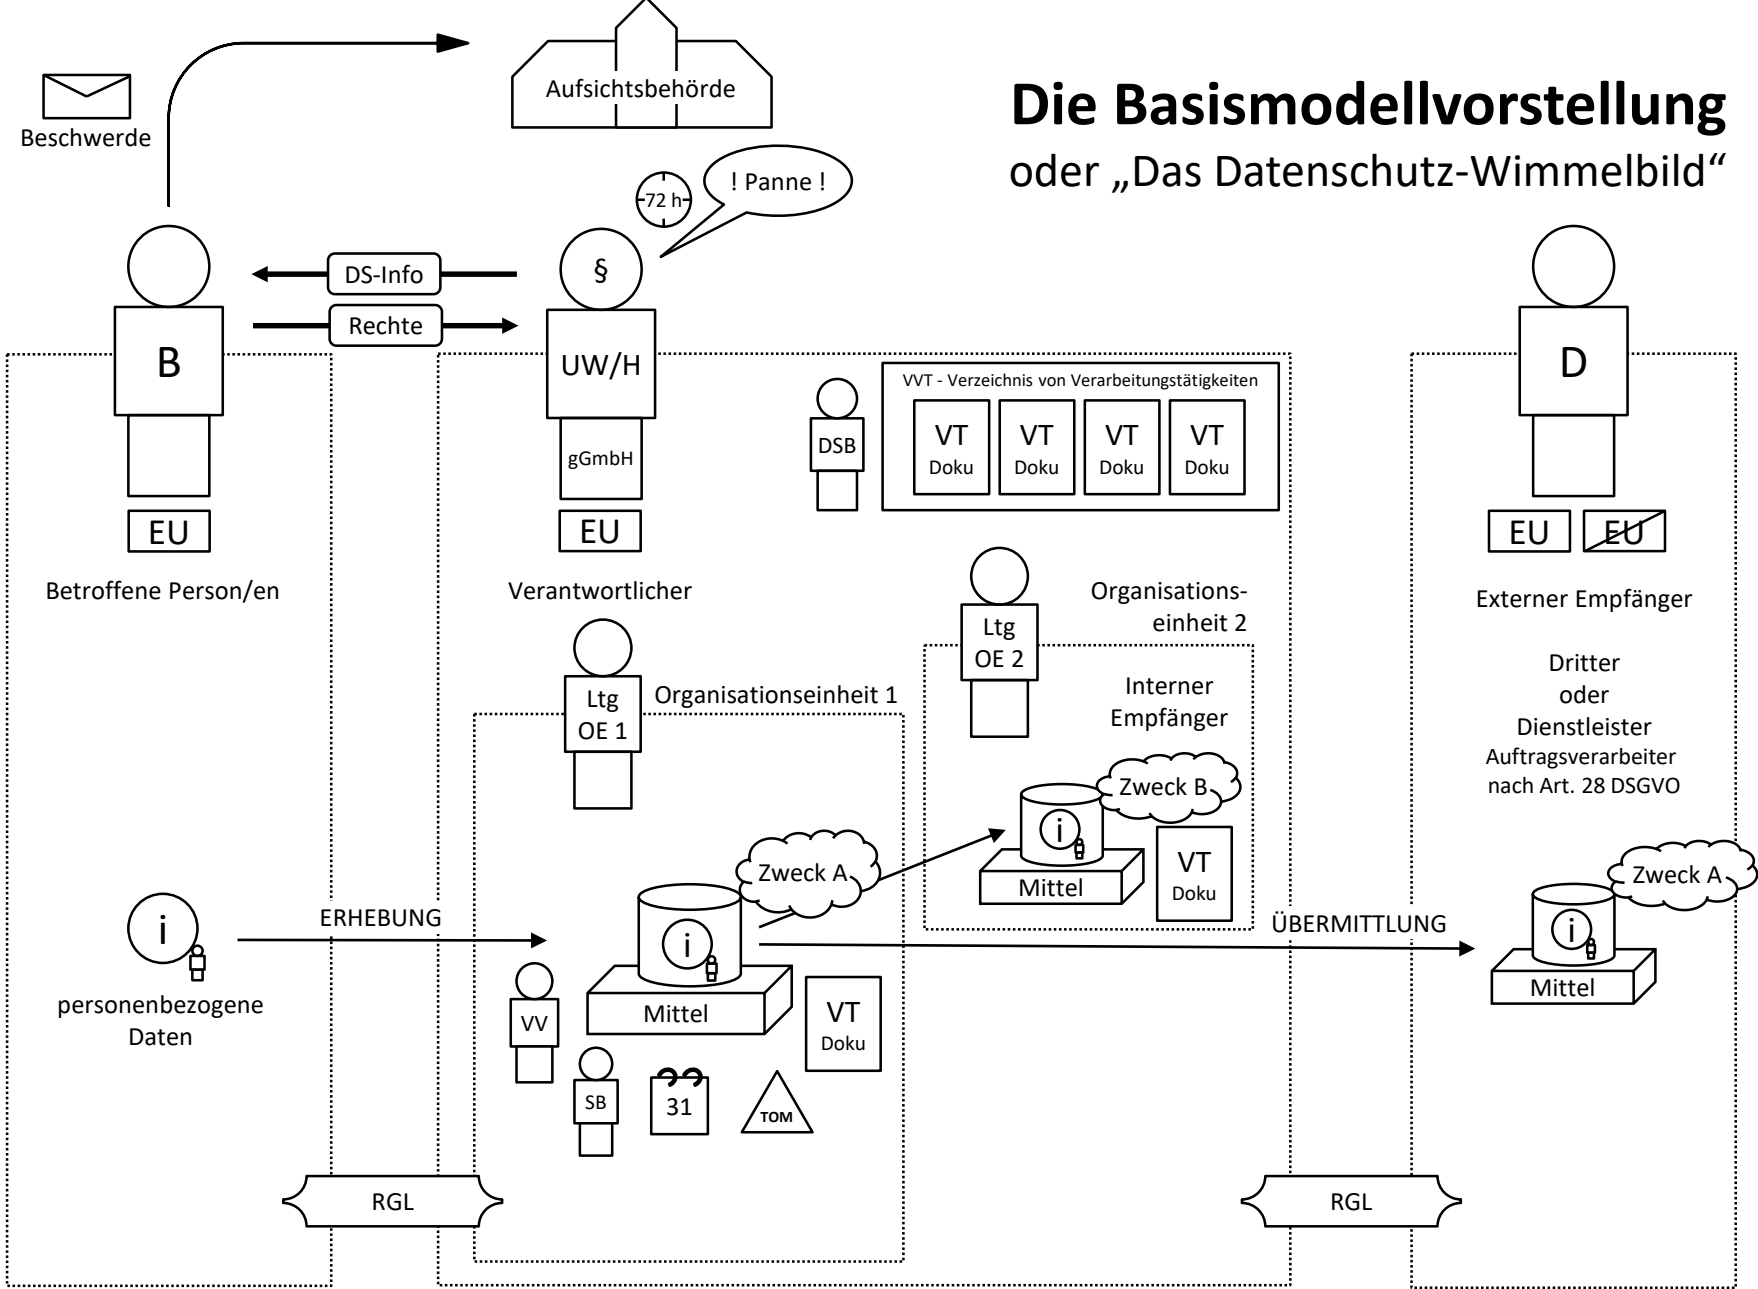 Die Basismodellvorstellung
oder „Das Datenschutz-Wimmelbild“
Aufsichtsbehörde
Beschwerde
72 h
! Panne !
DS-Info
Rechte
§
B
UW/H
gGmbH
D
EU
EU
EU
EU
Betroffene Person/en
Verantwortlicher
Externer Empfänger
DSB
VVT - Verzeichnis von Verarbeitungstätigkeiten
VT
Doku
VT
Doku
VT
Doku
VT
Doku
Organisations-
einheit 2
Ltg
OE 2
Interner
Empfänger
Zweck B
i
Mittel
VT
Doku
Dritter
oder
Dienstleister
Auftragsverarbeiter
nach Art. 28 DSGVO
Ltg
OE 1
Organisationseinheit 1
Zweck A
i
Mittel
VT
Doku
i
personenbezogene
Daten
ERHEBUNG
ÜBERMITTLUNG
Zweck A
i
Mittel
VV
SB
31
TOM
RGL
RGL